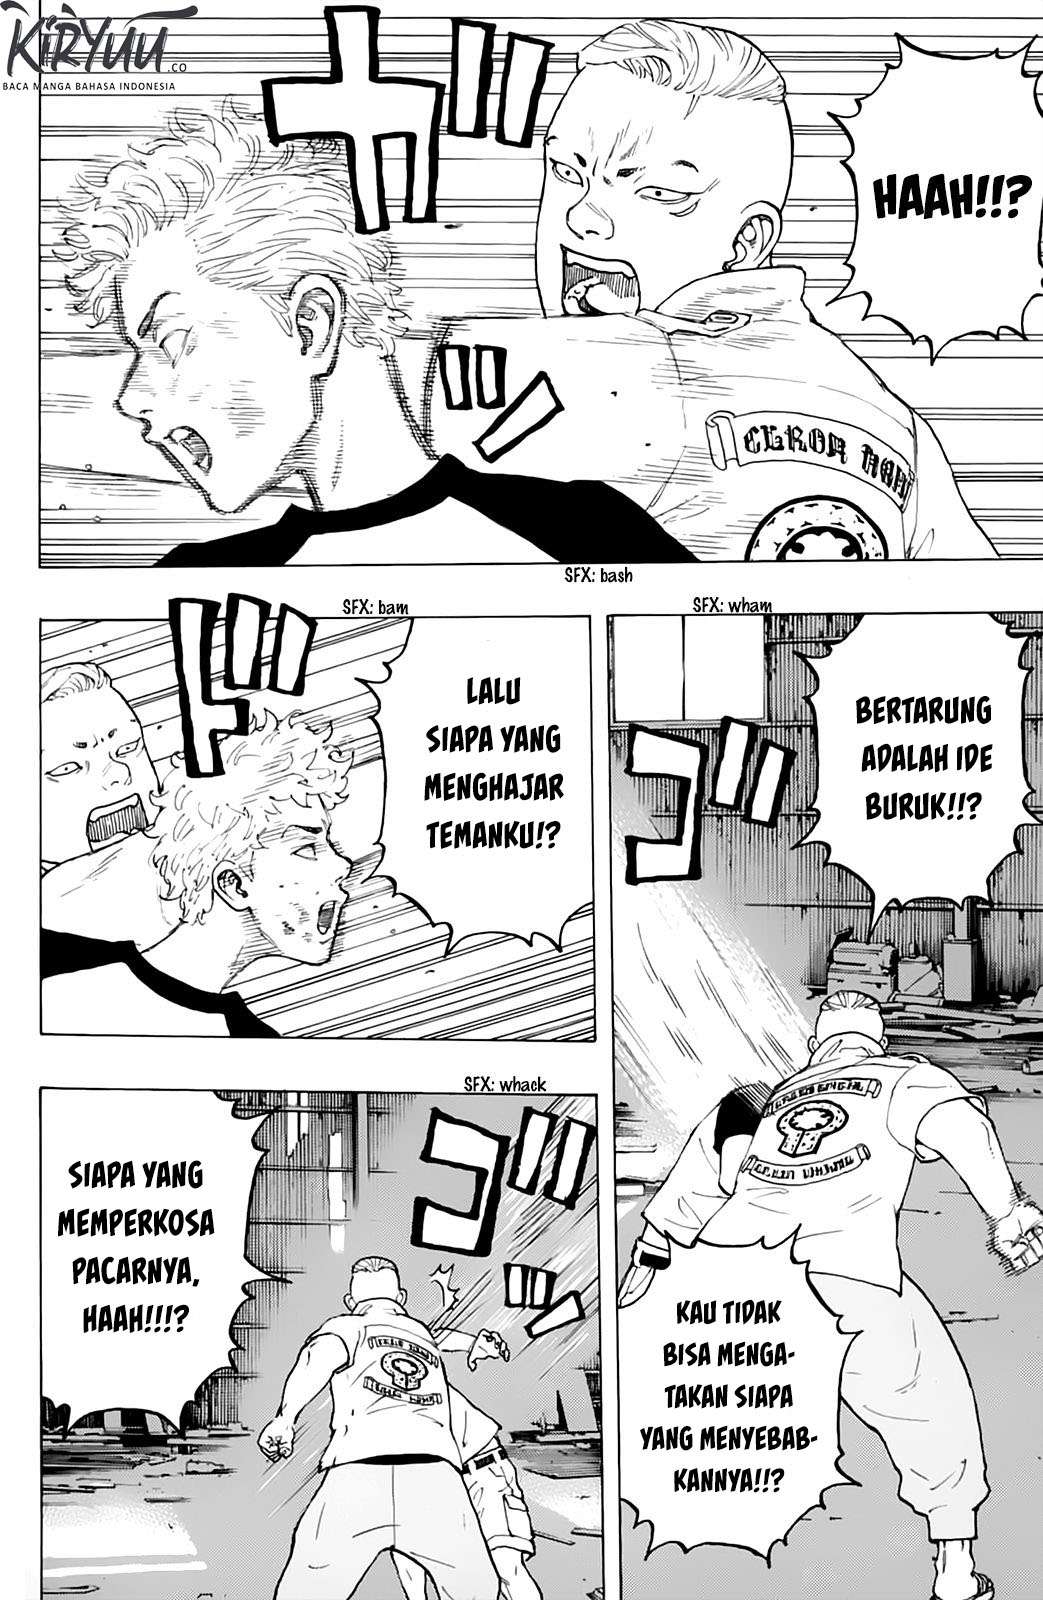 KIRYUU
.CO
BACA MANGA BAHASA INDONESIA
HAAH!!?
SFX: bash
SFX: wham
BERTARUNG
ADALAH IDE
BURUK!!?
KAU TIDAK
BISA MENGA-
TAKAN SIAPA
YANG MENYEBAB-
KANNYA!!?
SFX: bam
LALU
SIAPA YANG
MENGHAJAR
TEMANKU!?
SFX: whack
SIAPA YANG
MEMPERKOSA
PACARNYA,
HAAH!!!?